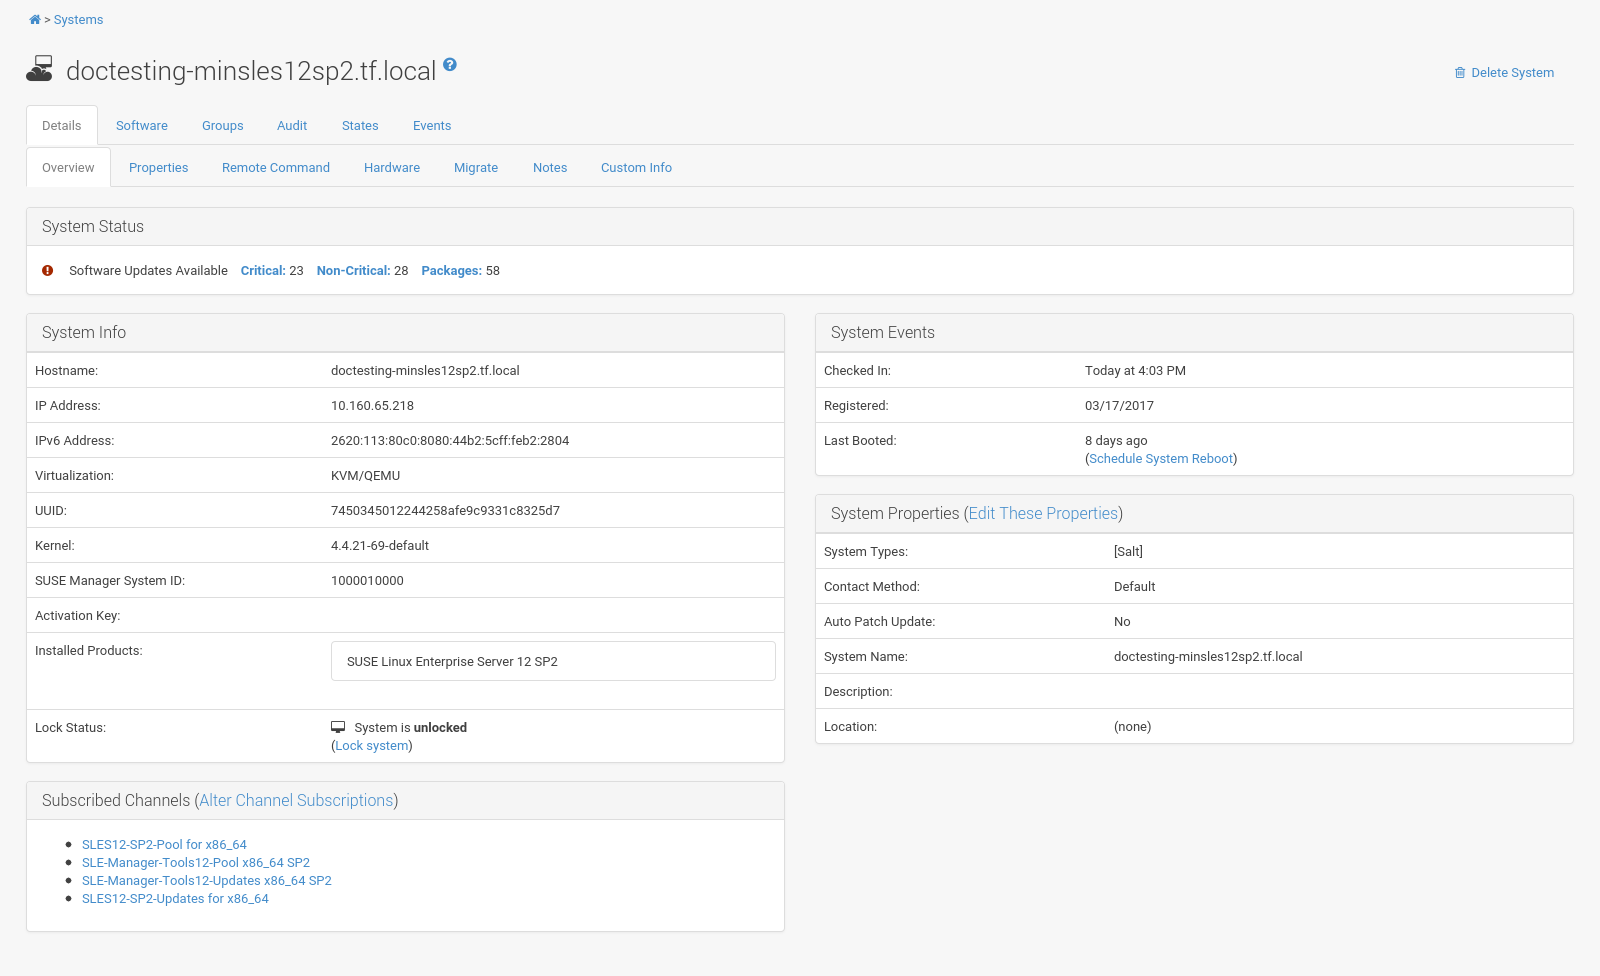 > Systems
doctesting-minsles12sp2.tf.local
Delete System
Details Software Groups Audit States Events
Overview Properties Remote Command Hardware Migrate Notes Custom Info
System Status
Software Updates Available Critical: 23 Non-Critical: 28 Packages: 58
System Info
Hostname: doctesting-minsles12sp2.tf.local
IP Address: 10.160.65.218
IPv6 Address: 2620:113:80c0:8080:44b2:5cff:feb2:2804
Virtualization: KVM/QEMU
UUID: 7450345012244258afe9c9331c8325d7
Kernel: 4.4.21-69-default
SUSE Manager System ID: 1000010000
Activation Key:
Installed Products: SUSE Linux Enterprise Server 12 SP2
Lock Status: System is unlocked
(Lock system)
Subscribed Channels (Alter Channel Subscriptions)
SLES12-SP2-Pool for x86_64
SLE-Manager-Tools12-Pool x86_64 SP2
SLE-Manager-Tools12-Updates x86_64 SP2
SLES12-SP2-Updates for x86_64
System Events
Checked In: Today at 4:03 PM
Registered: 03/17/2017
Last Booted: 8 days ago
(Schedule System Reboot)
System Properties (Edit These Properties)
System Types: [Salt]
Contact Method: Default
Auto Patch Update: No
System Name: doctesting-minsles12sp2.tf.local
Description:
Location: (none)